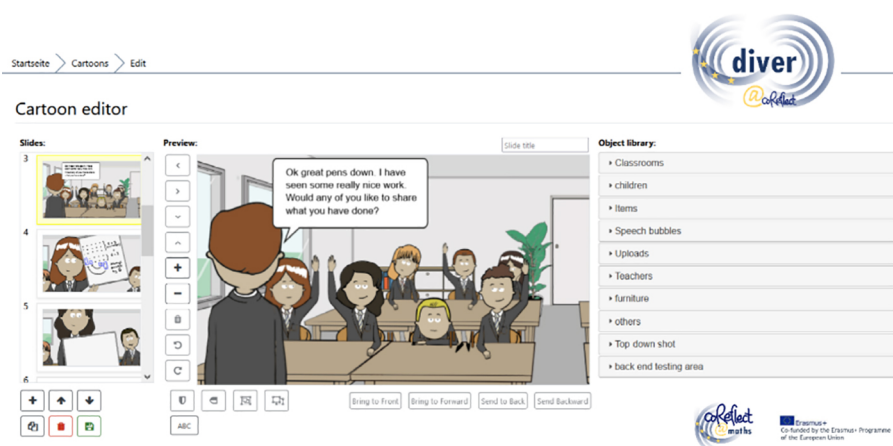 diver
@coReflect
Startseite Cartoons Edit
Cartoon editor
Slides:
Preview:
Slide title
Object library:
3
4
5
6
Ok great pens down. I have
seen some really nice work.
Would any of you like to share
what you have done?
Classrooms
children
Items
Speech bubbles
Uploads
Teachers
furniture
others
Top down shot
back end testing area
Bring to Front
Bring to Forward
Send to Back
Send Backward
ABC
coReflect
@maths
Erasmus+
Co-funded by the Erasmus+ Programme
of the European Union